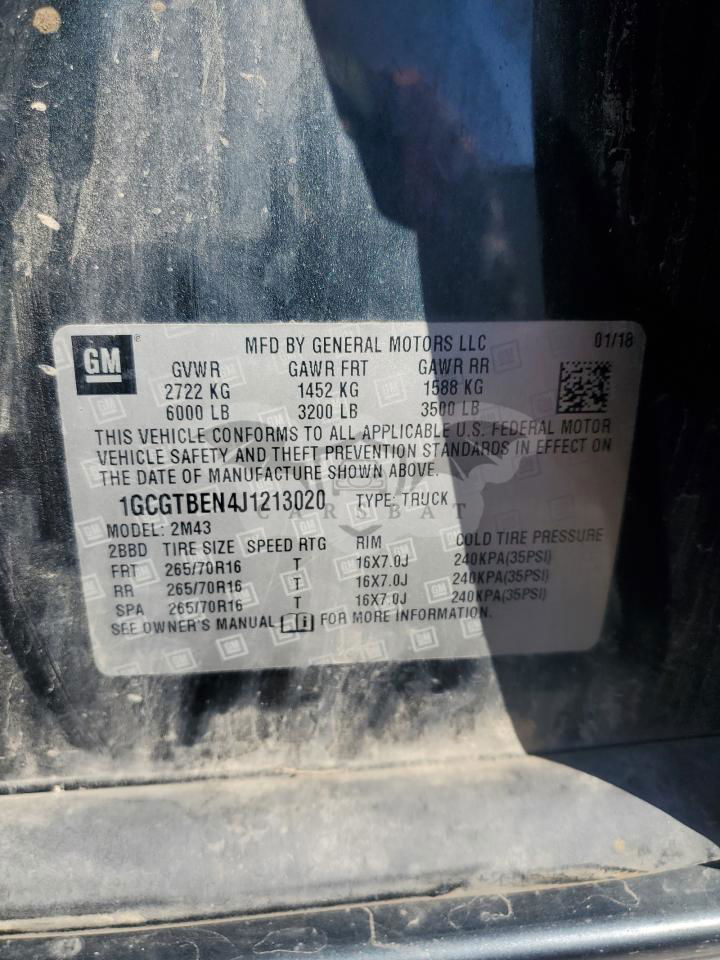 GM
MFD BY GENERAL MOTORS LLC 01/18
GVWR GAWR FRT GAWR RR
2722 KG 1452 KG 1588 KG
6000 LB 3200 LB 3500 LB
THIS VEHICLE CONFORMS TO ALL APPLICABLE U.S. FEDERAL MOTOR
VEHICLE SAFETY AND THEFT PREVENTION STANDARDS IN EFFECT ON
THE DATE OF MANUFACTURE SHOWN ABOVE.
1GCGTBEN4J1213020 TYPE: TRUCK
CARSBAT
MODEL: 2M43
2BBD TIRE SIZE SPEED RTG RIM COLD TIRE PRESSURE
FRT 265/70R16 T 16X7.0J 240KPA(35PSI)
RR 265/70R16 T 16X7.0J 240KPA(35PSI)
SPA 265/70R16 T 16X7.0J 240KPA(35PSI)
SEE OWNER'S MANUAL FOR MORE INFORMATION.